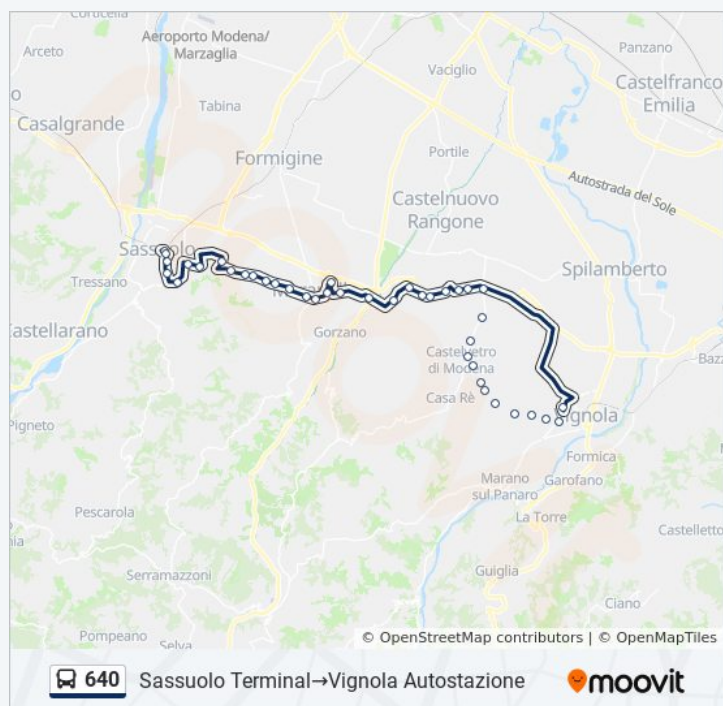 Corticella
Arceto
Aeroporto Modena/
Marzaglia
Panzano
Vaciglio
Castelfranco
Emilia
Tabina
Casalgrande
Formigine
Portile
Autostrada del Sole
Castelnuovo
Rangone
Sassuolo
Tressano
Spilamberto
Castellarano
Gorzano
Castelvetro
di Modena
Bazz
Casa Rè
Pigneto
Vignola
Formica
Marano
sul Panaro
Garofano
La Torre
Pescarola
Castelletto
Serramazzoni
Guiglia
Ciano
Pompeano
Selva
Samone
© OpenStreetMap contributors | © OpenMapTiles
640 Sassuolo Terminal→Vignola Autostazione moovit